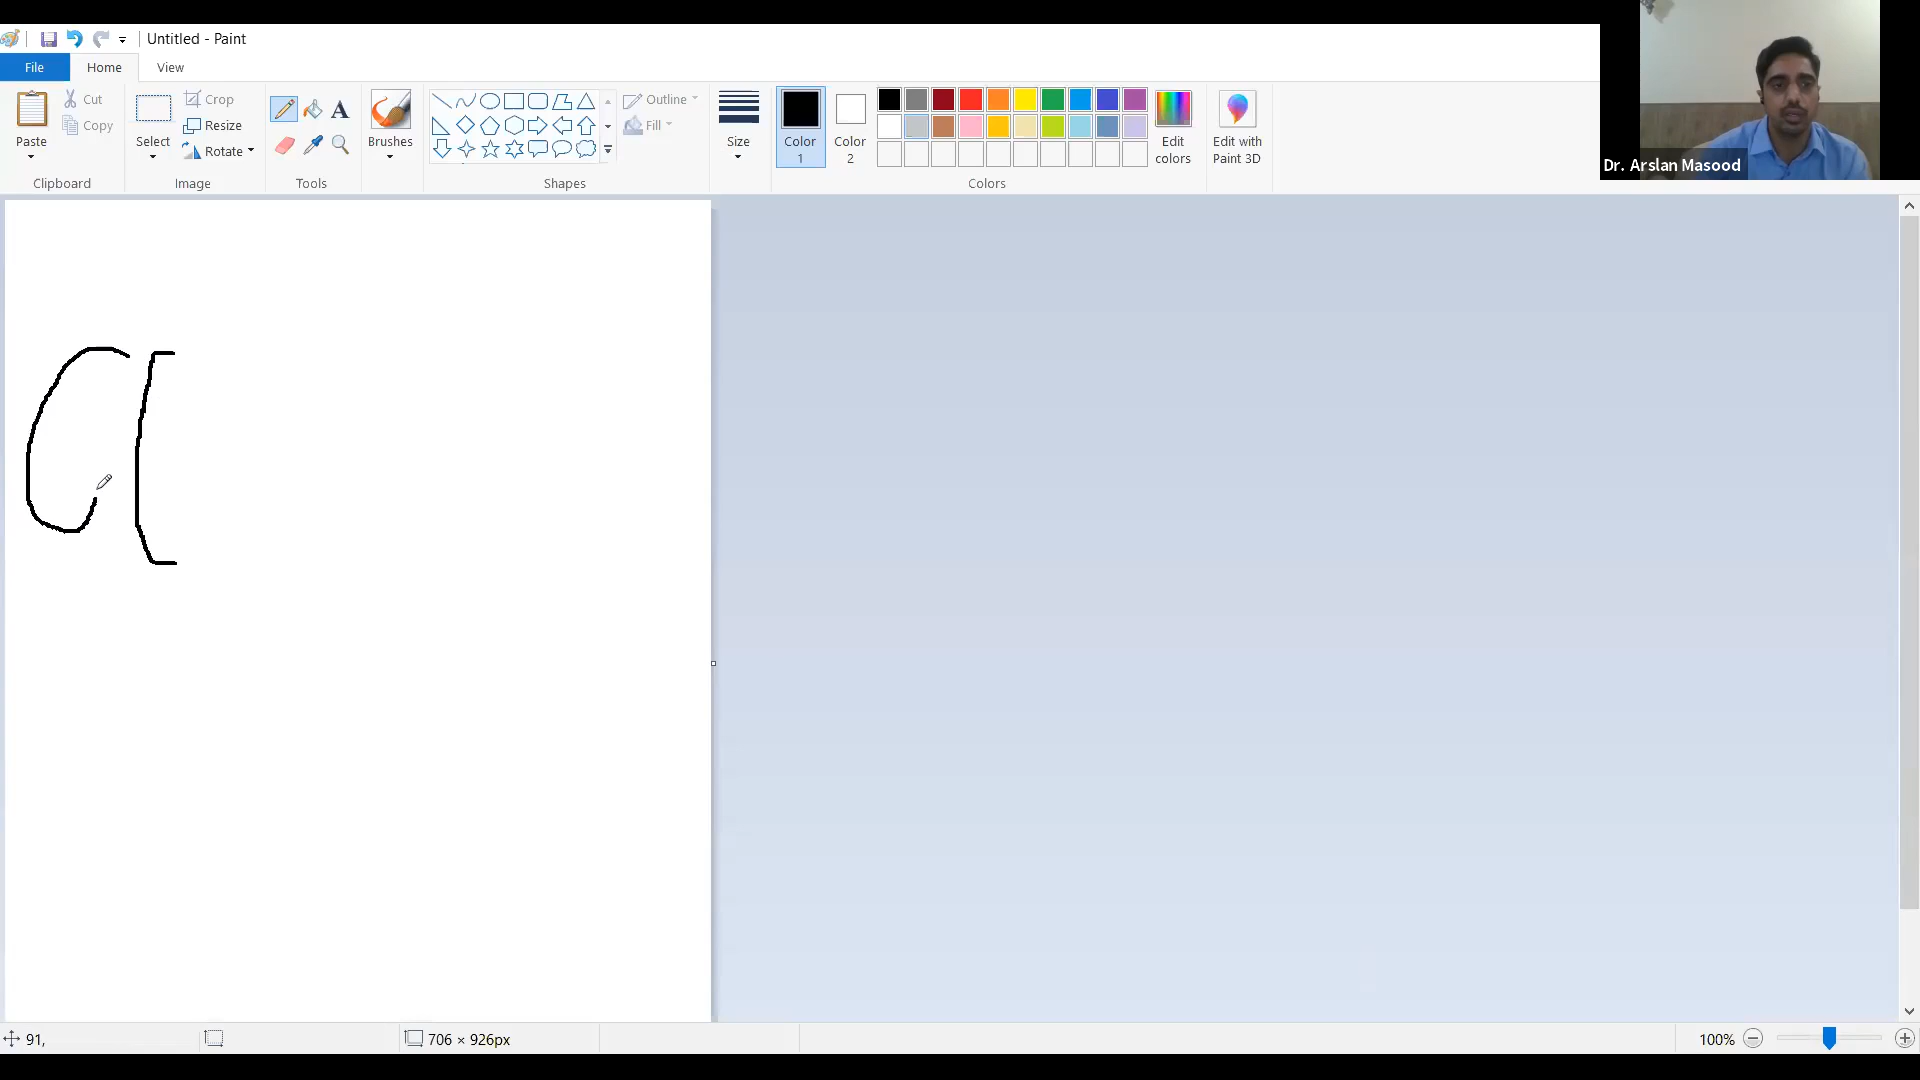 Untitled - Paint
File Home View
Paste
Cut
Copy
Clipboard
Select
Crop
Resize
Rotate
Image
A
Tools
Brushes
Shapes
Outline
Fill
Size
Color 1
Color 2
Colors
Edit colors
Edit with Paint 3D
Dr. Arslan Masood
91,
706 × 926px
100%